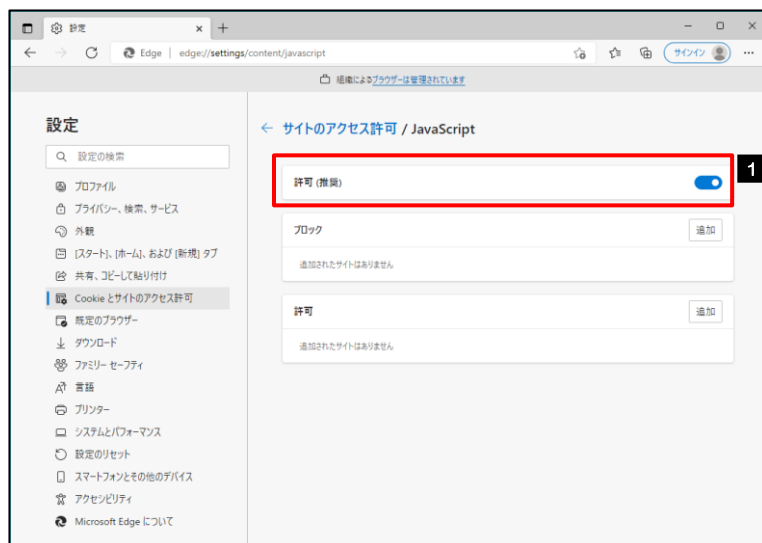 設定
Edge | edge://settings/content/javascript
サインイン
組織によるブラウザーは管理されています
設定
設定の検索
プロファイル
プライバシー、検索、サービス
外観
[スタート]、[ホーム]、および [新規] タブ
共有、コピーして貼り付け
Cookie とサイトのアクセス許可
既定のブラウザー
ダウンロード
ファミリー セーフティ
言語
プリンター
システムとパフォーマンス
設定のリセット
スマートフォンとその他のデバイス
アクセシビリティ
Microsoft Edge について
サイトのアクセス許可 / JavaScript
許可 (推奨)
1
ブロック
追加
追加されたサイトはありません
許可
追加
追加されたサイトはありません